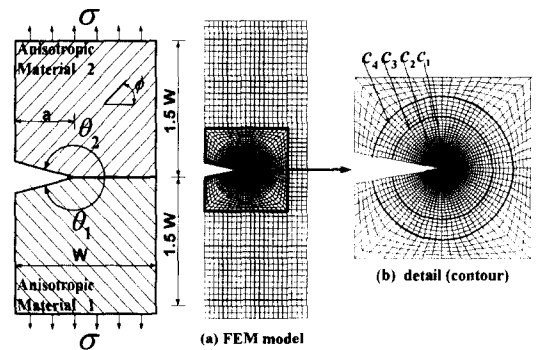 σ
Anisotropic
Material 2
ϕ
a
θ2
1.5 W
θ1
1.5 W
W
Anisotropic
Material 1
σ
(a) FEM model
C4 C3 C2 C1
(b) detail (contour)